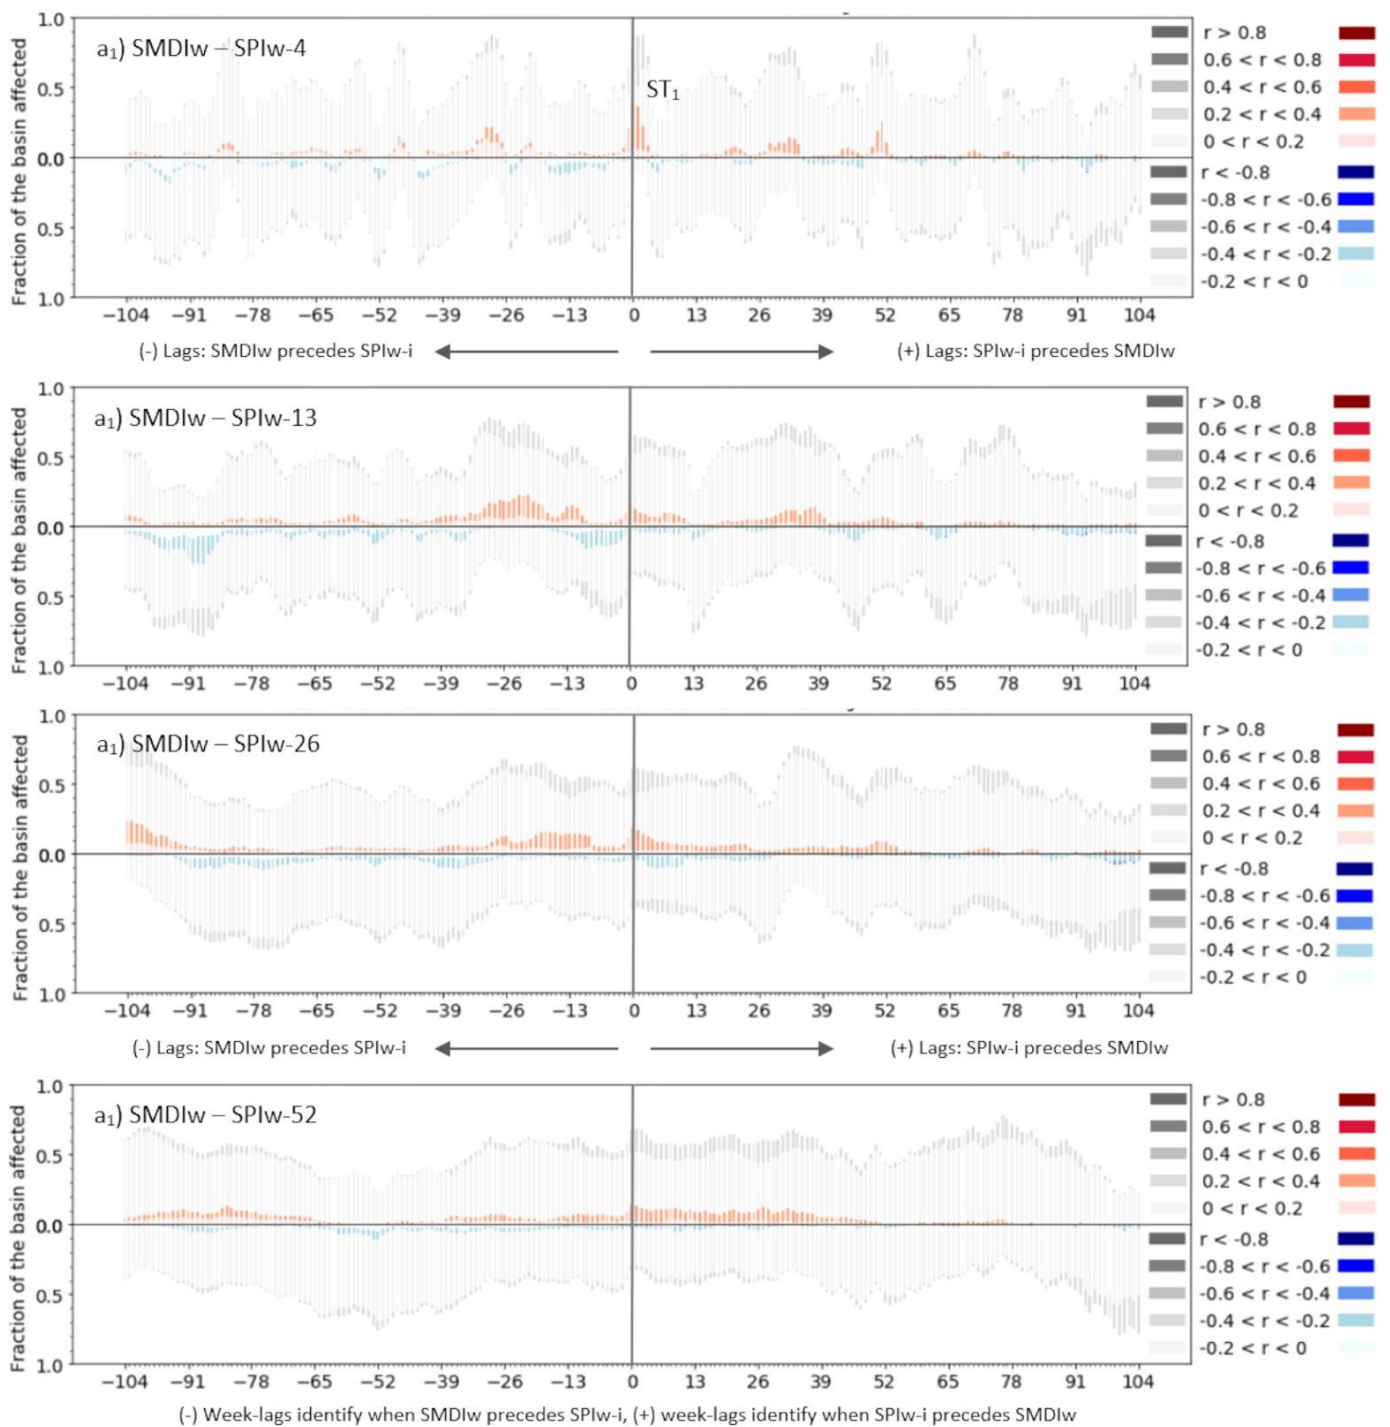 a₁) SMDIw – SPIw-4
ST₁
Fraction of the basin affected
1.0
0.5
0.0
0.5
1.0
−104 −91 −78 −65 −52 −39 −26 −13 0 13 26 39 52 65 78 91 104
r > 0.8
0.6 < r < 0.8
0.4 < r < 0.6
0.2 < r < 0.4
0 < r < 0.2
r < -0.8
-0.8 < r < -0.6
-0.6 < r < -0.4
-0.4 < r < -0.2
-0.2 < r < 0
(-) Lags: SMDIw precedes SPIw-i
(+) Lags: SPIw-i precedes SMDIw
a₁) SMDIw – SPIw-13
Fraction of the basin affected
1.0
0.5
0.0
0.5
1.0
−104 −91 −78 −65 −52 −39 −26 −13 0 13 26 39 52 65 78 91 104
r > 0.8
0.6 < r < 0.8
0.4 < r < 0.6
0.2 < r < 0.4
0 < r < 0.2
r < -0.8
-0.8 < r < -0.6
-0.6 < r < -0.4
-0.4 < r < -0.2
-0.2 < r < 0
a₁) SMDIw – SPIw-26
Fraction of the basin affected
1.0
0.5
0.0
0.5
1.0
−104 −91 −78 −65 −52 −39 −26 −13 0 13 26 39 52 65 78 91 104
r > 0.8
0.6 < r < 0.8
0.4 < r < 0.6
0.2 < r < 0.4
0 < r < 0.2
r < -0.8
-0.8 < r < -0.6
-0.6 < r < -0.4
-0.4 < r < -0.2
-0.2 < r < 0
(-) Lags: SMDIw precedes SPIw-i
(+) Lags: SPIw-i precedes SMDIw
a₁) SMDIw – SPIw-52
Fraction of the basin affected
1.0
0.5
0.0
0.5
1.0
−104 −91 −78 −65 −52 −39 −26 −13 0 13 26 39 52 65 78 91 104
r > 0.8
0.6 < r < 0.8
0.4 < r < 0.6
0.2 < r < 0.4
0 < r < 0.2
r < -0.8
-0.8 < r < -0.6
-0.6 < r < -0.4
-0.4 < r < -0.2
-0.2 < r < 0
(-) Week-lags identify when SMDIw precedes SPIw-i, (+) week-lags identify when SPIw-i precedes SMDIw